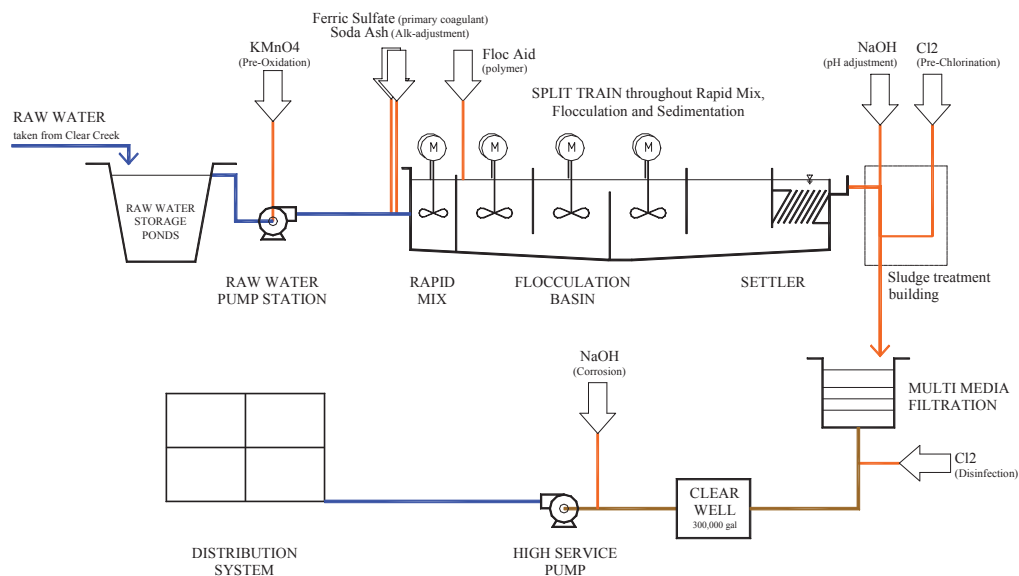 Ferric Sulfate (primary coagulant)
Soda Ash (Alk-adjustment)
KMnO4
(Pre-Oxidation)
Floc Aid
(polymer)
NaOH
(pH adjustment)
Cl2
(Pre-Chlorination)
SPLIT TRAIN throughout Rapid Mix,
Flocculation and Sedimentation
RAW WATER
taken from Clear Creek
M
M
M
M
RAW WATER
STORAGE
PONDS
RAW WATER
PUMP STATION
RAPID
MIX
FLOCCULATION
BASIN
SETTLER
Sludge treatment
building
NaOH
(Corrosion)
MULTI MEDIA
FILTRATION
Cl2
(Disinfection)
CLEAR
WELL
300,000 gal
DISTRIBUTION
SYSTEM
HIGH SERVICE
PUMP